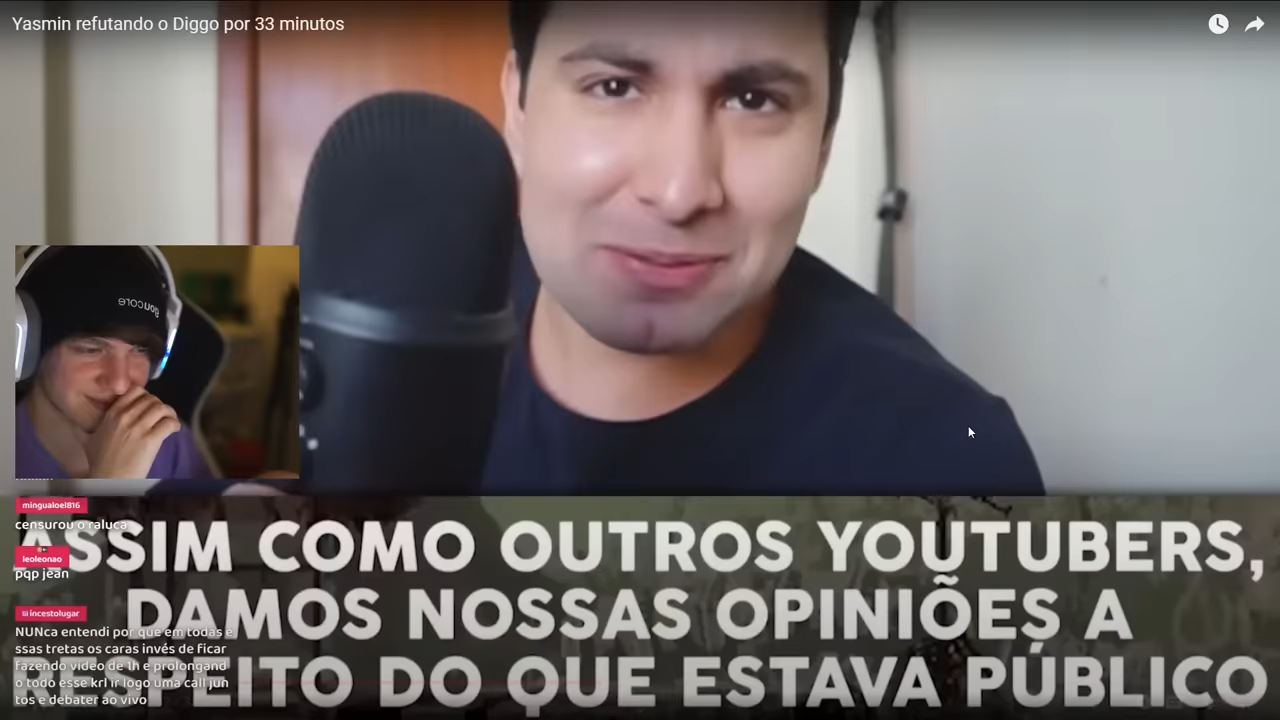 Yasmin refutando o Diggo por 33 minutos
goucore
mingualoel816
censurou o raluca
leoleonao
pqp jean
incestolugar
NUNca entendi por que em todas e
ssas tretas os caras invés de ficar
fazendo video de 1h e prolongand
o todo esse krl ir logo uma call jun
tos e debater ao vivo
ASSIM COMO OUTROS YOUTUBERS,
DAMOS NOSSAS OPINIÕES A
RESPEITO DO QUE ESTAVA PÚBLICO